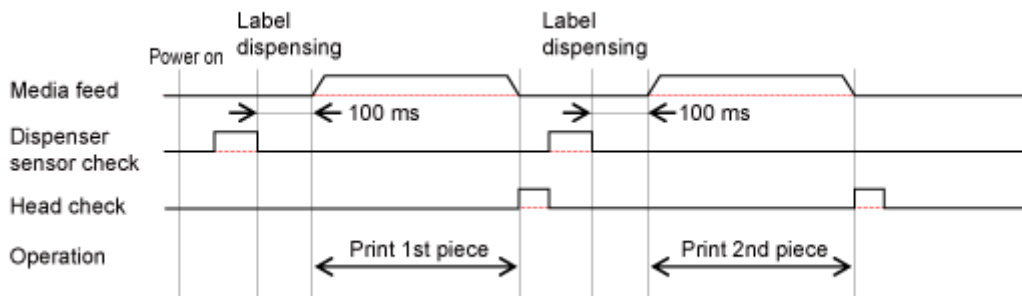 Label
dispensing
Label
dispensing
Power on
Media feed
100 ms
100 ms
Dispenser
sensor check
Head check
Operation
Print 1st piece
Print 2nd piece